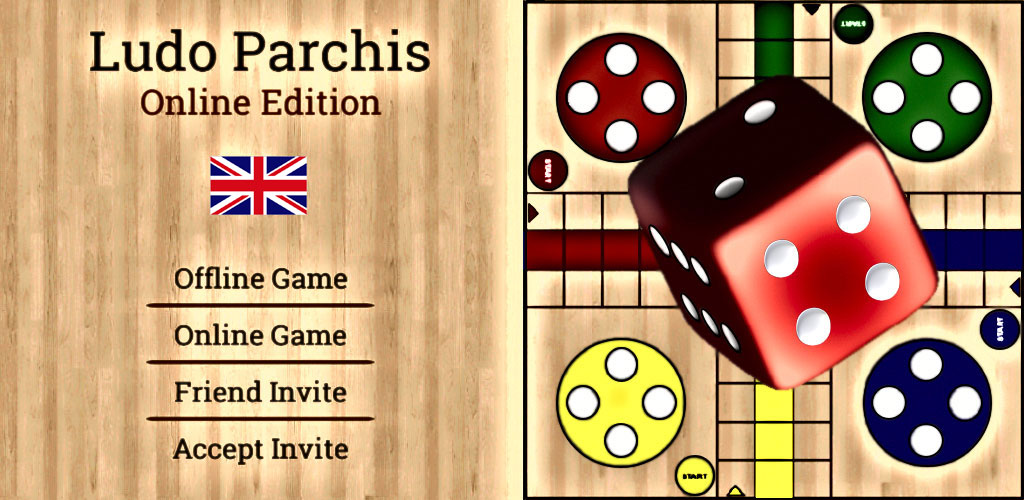 Ludo Parchis
Online Edition
Offline Game
Online Game
Friend Invite
Accept Invite
START
START
START
START